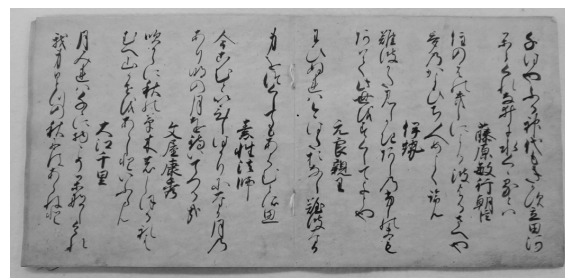 ちはやふる神代もきかす立田河
からくれなゐに水くゝるとは
藤原敏行朝臣
住のえの岸による波よるさへや
夢のかよひち人めよくらん
伊勢
難波かたみしかきあしのふしのまも
あはて此世をすくしてよとや
元良親王
わひぬれは今はたおなし難波なる
身をつくしてもあはむとそ思
素性法師
今こむといひしはかりに長月の
あり明の月を待いてつる哉
文屋康秀
吹からに秋の草木のしほるれは
むへ山かせをあらしといふらん
大江千里
月みれは千々に物こそかなしけれ
我身ひとつの秋にはあらねと